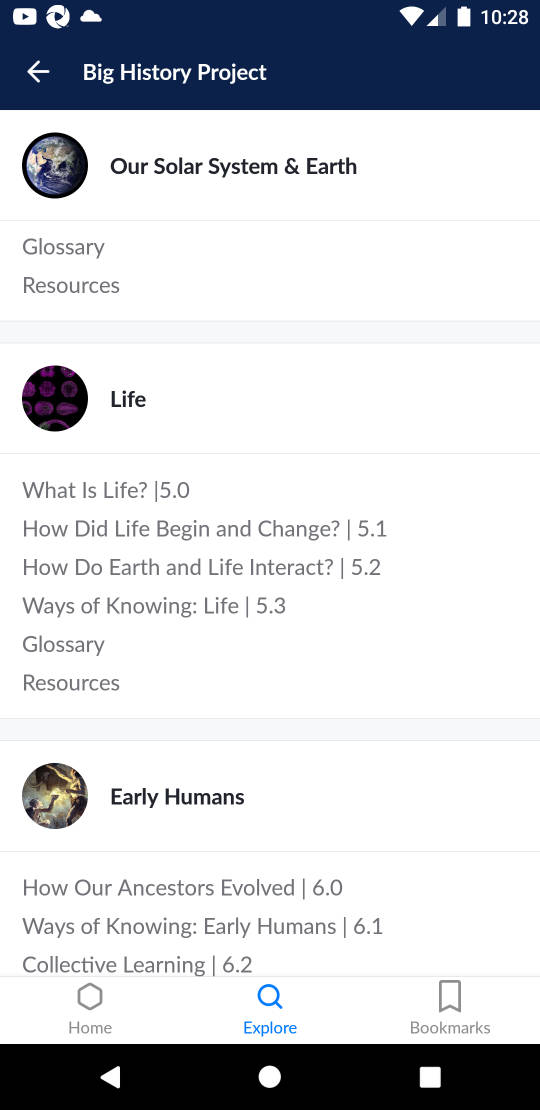 10:28
Big History Project
Our Solar System & Earth
Glossary
Resources
Life
What Is Life? |5.0
How Did Life Begin and Change? | 5.1
How Do Earth and Life Interact? | 5.2
Ways of Knowing: Life | 5.3
Glossary
Resources
Early Humans
How Our Ancestors Evolved | 6.0
Ways of Knowing: Early Humans | 6.1
Collective Learning | 6.2
Home
Explore
Bookmarks